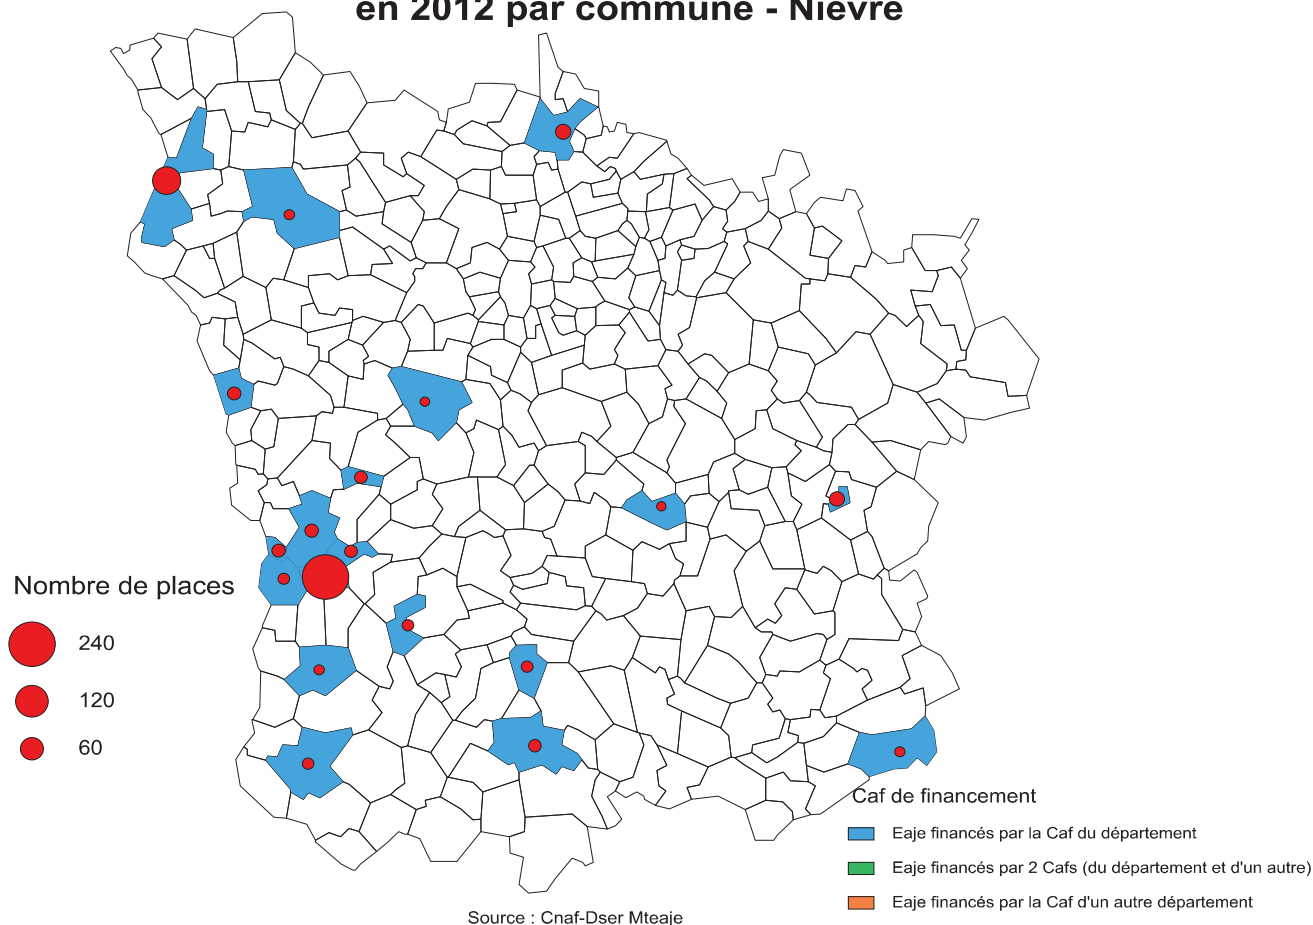 en 2012 par commune - Nièvre
Nombre de places
240
120
60
Caf de financement
Eaje financés par la Caf du département
Eaje financés par 2 Cafs (du département et d'un autre)
Eaje financés par la Caf d'un autre département
Source : Cnaf-Dser Mteaje